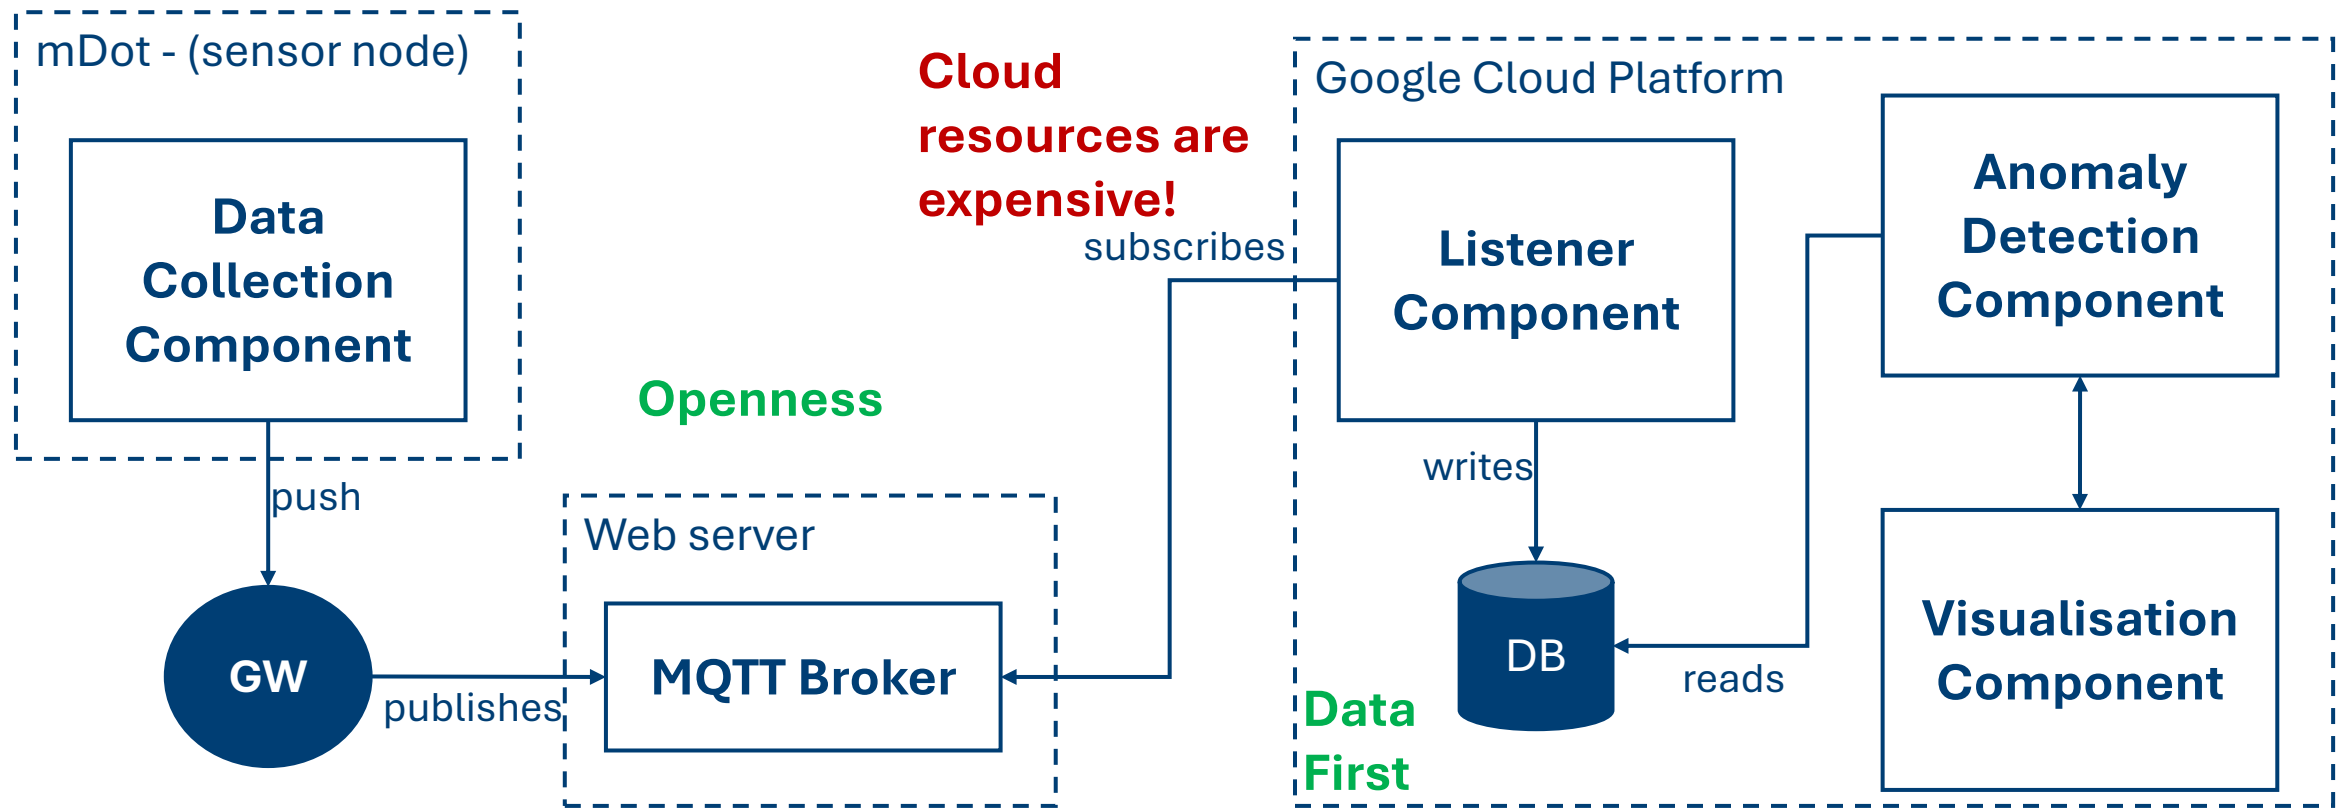 mDot - (sensor node)
Data
Collection
Component
push
GW
publishes
Openness
Web server
MQTT Broker
Cloud
resources are
expensive!
subscribes
Google Cloud Platform
Listener
Component
writes
DB
reads
Data
First
Anomaly
Detection
Component
Visualisation
Component